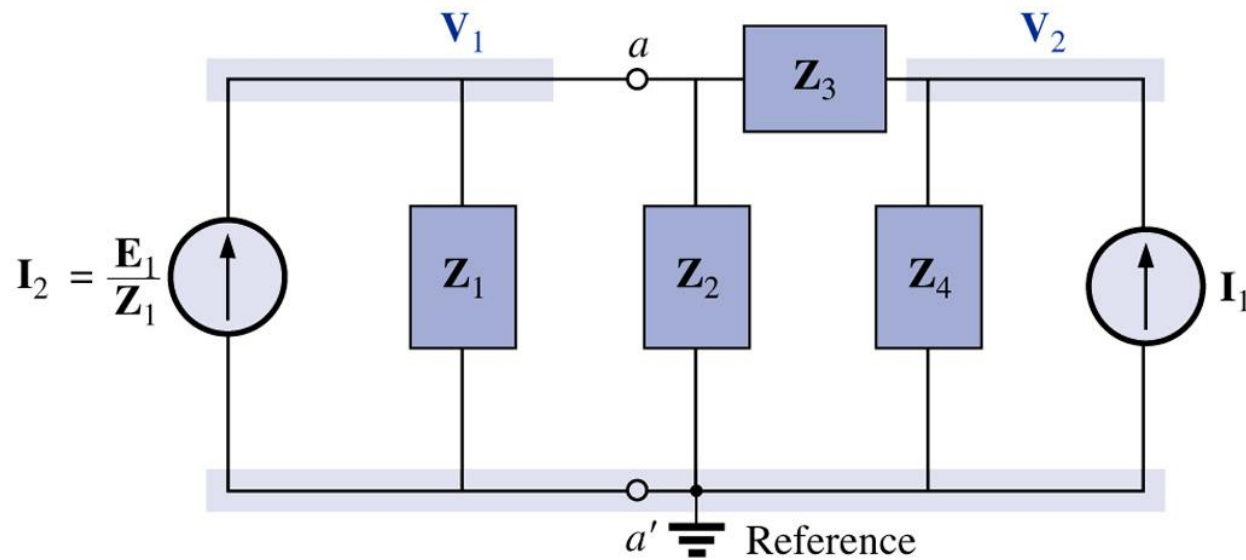 V1
a
V2
Z3
I2 = E1/Z1
Z1
Z2
Z4
I1
a′
Reference